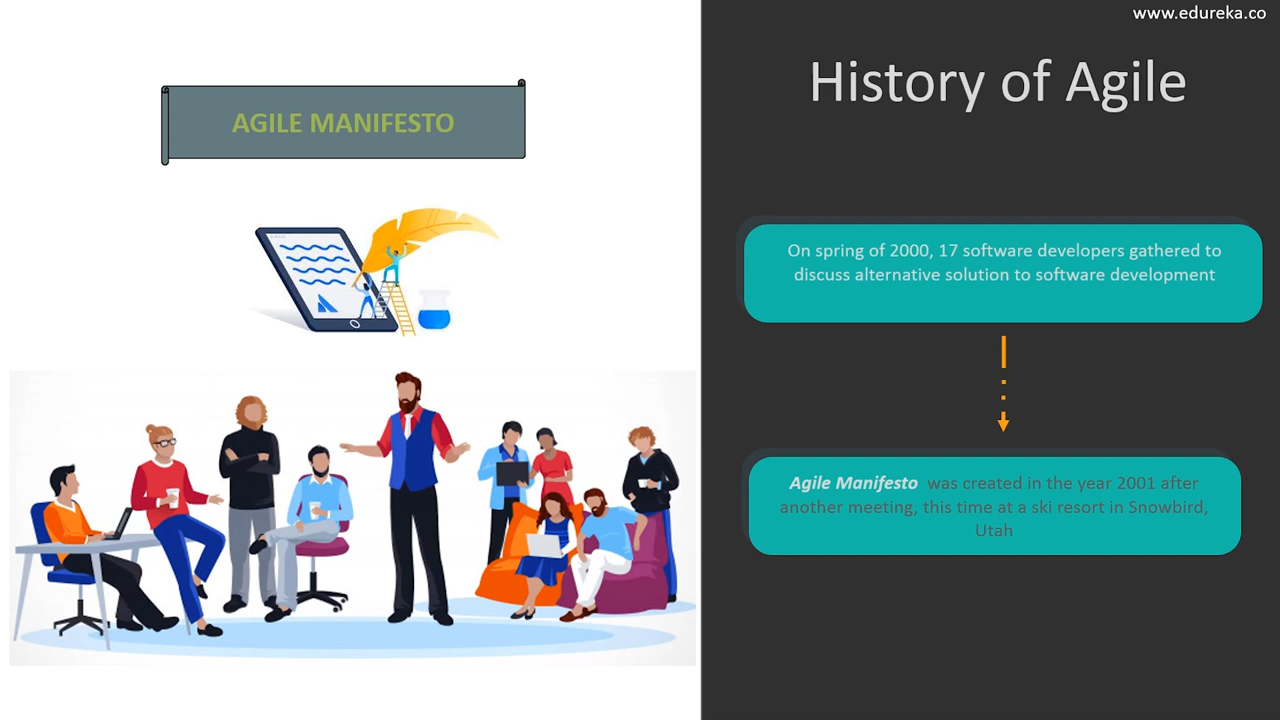 www.edureka.co
AGILE MANIFESTO
History of Agile
On spring of 2000, 17 software developers gathered to
discuss alternative solution to software development
Agile Manifesto was created in the year 2001 after
another meeting, this time at a ski resort in Snowbird,
Utah